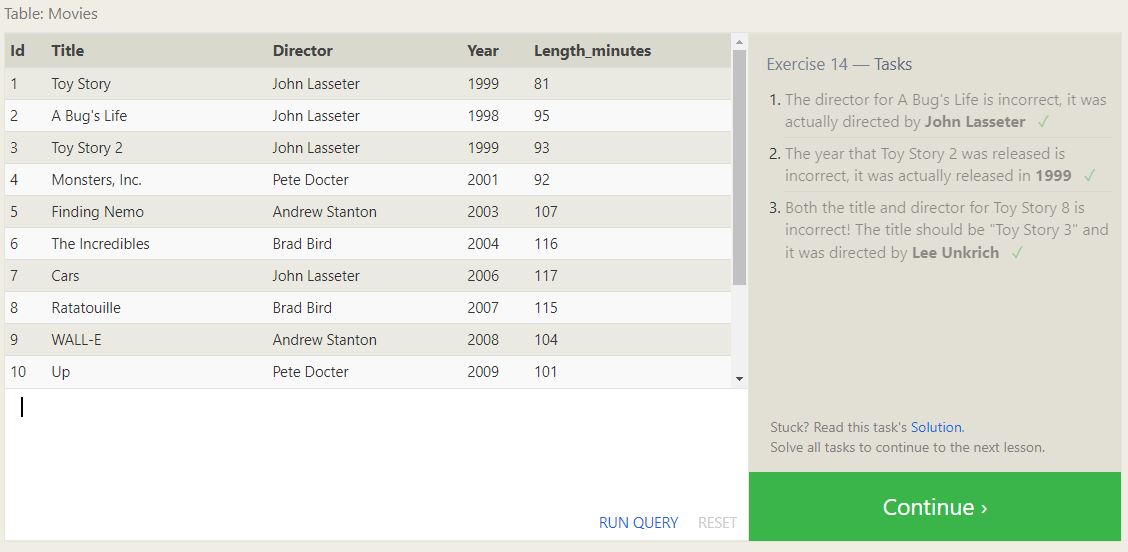 Table: Movies
Id Title Director Year Length_minutes
1 Toy Story John Lasseter 1999 81
2 A Bug's Life John Lasseter 1998 95
3 Toy Story 2 John Lasseter 1999 93
4 Monsters, Inc. Pete Docter 2001 92
5 Finding Nemo Andrew Stanton 2003 107
6 The Incredibles Brad Bird 2004 116
7 Cars John Lasseter 2006 117
8 Ratatouille Brad Bird 2007 115
9 WALL-E Andrew Stanton 2008 104
10 Up Pete Docter 2009 101
RUN QUERY RESET
Exercise 14 — Tasks
1. The director for A Bug's Life is incorrect, it was
actually directed by John Lasseter ✓
2. The year that Toy Story 2 was released is
incorrect, it was actually released in 1999 ✓
3. Both the title and director for Toy Story 8 is
incorrect! The title should be "Toy Story 3" and
it was directed by Lee Unkrich ✓
Stuck? Read this task's Solution.
Solve all tasks to continue to the next lesson.
Continue ›